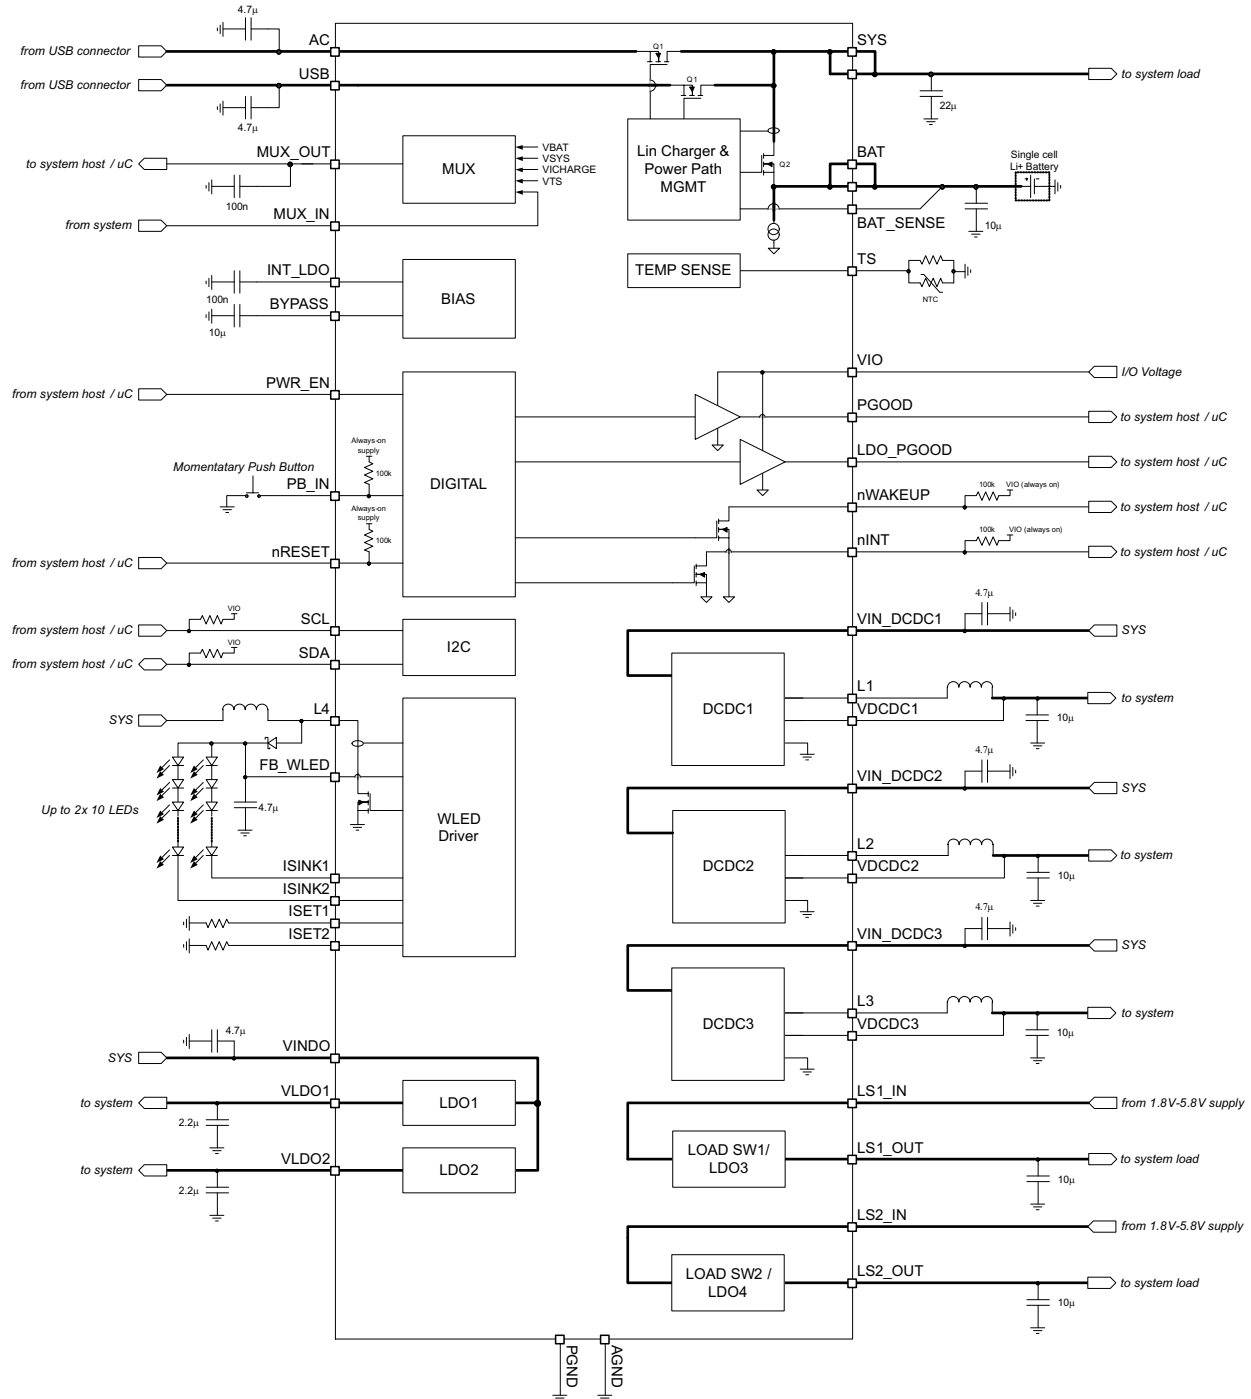 4.7μ
from USB connector
AC
Q1
SYS
to system load
22μ
from USB connector
USB
Q1
4.7μ
to system host / uC
MUX_OUT
100n
MUX
VBAT
VSYS
VICHARGE
VTS
from system
MUX_IN
Lin Charger &
Power Path
MGMT
Q2
BAT
Single cell
Li+ Battery
+
-
10μ
BAT_SENSE
INT_LDO
100n
BYPASS
10μ
BIAS
TEMP SENSE
TS
NTC
VIO
I/O Voltage
from system host / uC
PWR_EN
PGOOD
to system host / uC
LDO_PGOOD
to system host / uC
Always-on
supply
100k
Momentatary Push Button
PB_IN
DIGITAL
nWAKEUP
100k
VIO (always on)
to system host / uC
Always-on
supply
100k
from system host / uC
nRESET
nINT
100k
VIO (always on)
to system host / uC
VIO
from system host / uC
SCL
VIO
from system host / uC
SDA
I2C
VIN_DCDC1
4.7μ
SYS
DCDC1
L1
to system
VDCDC1
10μ
SYS
L4
FB_WLED
4.7μ
Up to 2x 10 LEDs
WLED
Driver
ISINK1
ISINK2
ISET1
ISET2
VIN_DCDC2
4.7μ
SYS
DCDC2
L2
to system
VDCDC2
10μ
VIN_DCDC3
4.7μ
SYS
DCDC3
L3
to system
VDCDC3
10μ
4.7μ
SYS
VINDO
to system
VLDO1
LDO1
2.2μ
to system
VLDO2
LDO2
2.2μ
LS1_IN
from 1.8V-5.8V supply
LOAD SW1/
LDO3
LS1_OUT
to system load
10μ
LS2_IN
from 1.8V-5.8V supply
LOAD SW2 /
LDO4
LS2_OUT
to system load
10μ
PGND
AGND